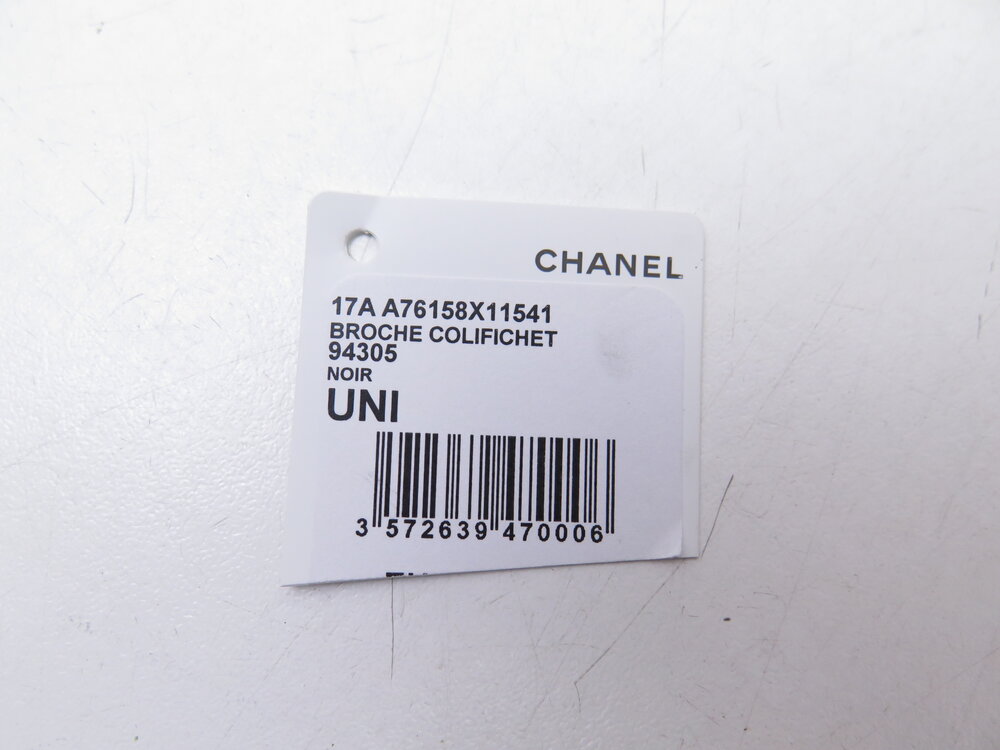 CHANEL
17A A76158X11541
BROCHE COLIFICHET
94305
NOIR
UNI
3 572639 470006